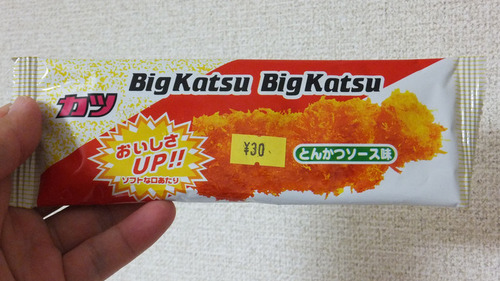 カツ
BigKatsu BigKatsu
おいしさ
UP!!
ソフトな口あたり
¥30
とんかつソース味